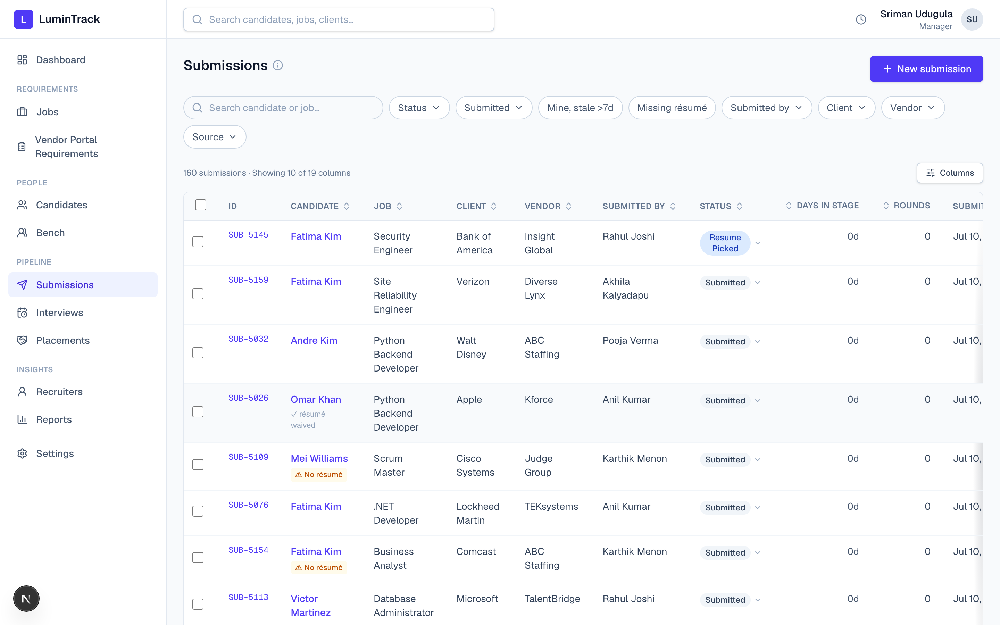 L LuminTrack
Search candidates, jobs, clients...
Sriman Udugula
Manager
SU
Dashboard
REQUIREMENTS
Jobs
Vendor Portal
Requirements
PEOPLE
Candidates
Bench
PIPELINE
Submissions
Interviews
Placements
INSIGHTS
Recruiters
Reports
Settings
N
Submissions
New submission
Search candidate or job...
Status
Submitted
Mine, stale >7d
Missing résumé
Submitted by
Client
Vendor
Source
160 submissions · Showing 10 of 19 columns
Columns
ID CANDIDATE JOB CLIENT VENDOR SUBMITTED BY STATUS DAYS IN STAGE ROUNDS SUBMIT
SUB-5145 Fatima Kim Security Bank of Insight Rahul Joshi Resume 0d 0 Jul 10,
Engineer America Global Picked
SUB-5159 Fatima Kim Site Verizon Diverse Akhila Submitted 0d 0 Jul 10,
Reliability Lynx Kalyadapu
Engineer
SUB-5032 Andre Kim Python Walt ABC Pooja Verma Submitted 0d 0 Jul 10,
Backend Disney Staffing
Developer
SUB-5026 Omar Khan Python Apple Kforce Anil Kumar Submitted 0d 0 Jul 10,
✓ résumé Backend
waived Developer
SUB-5109 Mei Williams Scrum Cisco Judge Karthik Menon Submitted 0d 0 Jul 10,
No résumé Master Systems Group
SUB-5076 Fatima Kim .NET Lockheed TEKsystems Anil Kumar Submitted 0d 0 Jul 10,
Developer Martin
SUB-5154 Fatima Kim Business Comcast ABC Karthik Menon Submitted 0d 0 Jul 10,
No résumé Analyst Staffing
SUB-5113 Victor Database Microsoft TalentBridge Rahul Joshi Submitted 0d 0 Jul 10,
Martinez Administrator